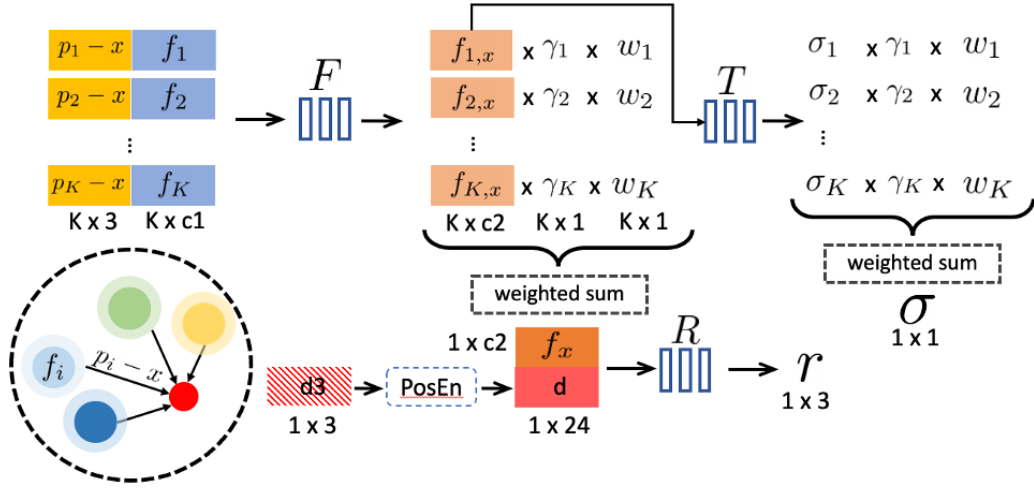 p₁ − x f₁
p₂ − x f₂
⋮
p_K − x f_K
K x 3 K x c1
F
f₁,ₓ x γ₁ x w₁
f₂,ₓ x γ₂ x w₂
⋮
f_K,ₓ x γ_K x w_K
K x c2 K x 1 K x 1
weighted sum
T
σ₁ x γ₁ x w₁
σ₂ x γ₂ x w₂
⋮
σ_K x γ_K x w_K
weighted sum
σ
1 x 1
f_i p_i − x
d3
1 x 3
PosEn
1 x c2 fₓ
d
1 x 24
R
r
1 x 3